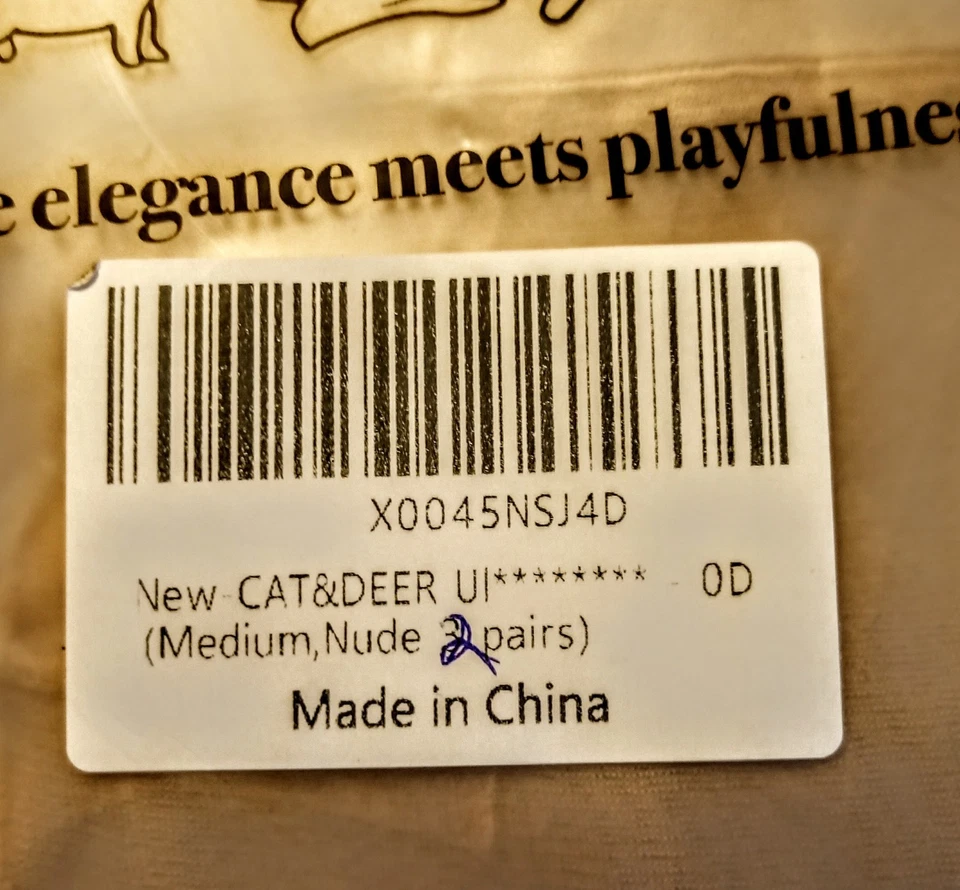 elegance meets playfulnes
X0045NSJ4D
New CAT&DEER Ul******** 0D
(Medium,Nude 2 pairs)
Made in China